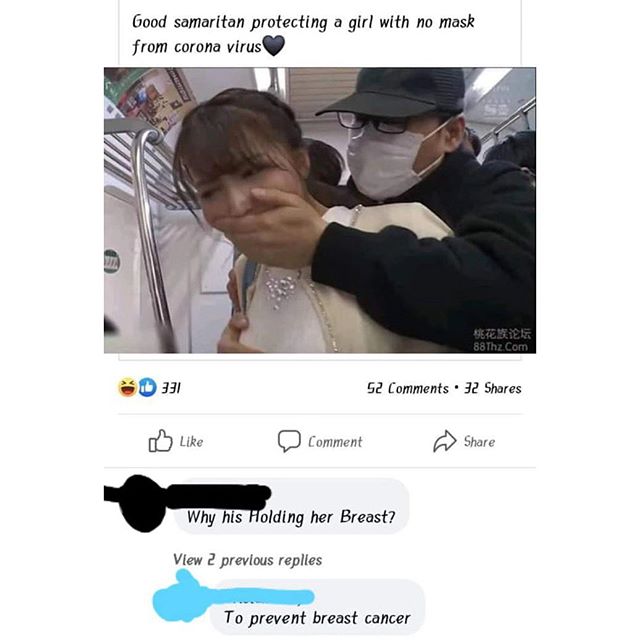 Good samaritan protecting a girl with no mask
from corona virus🖤
桃花族论坛
88Thz.Com
331
52 Comments • 32 Shares
Like
Comment
Share
Why his Holding her Breast?
View 2 previous replies
To prevent breast cancer